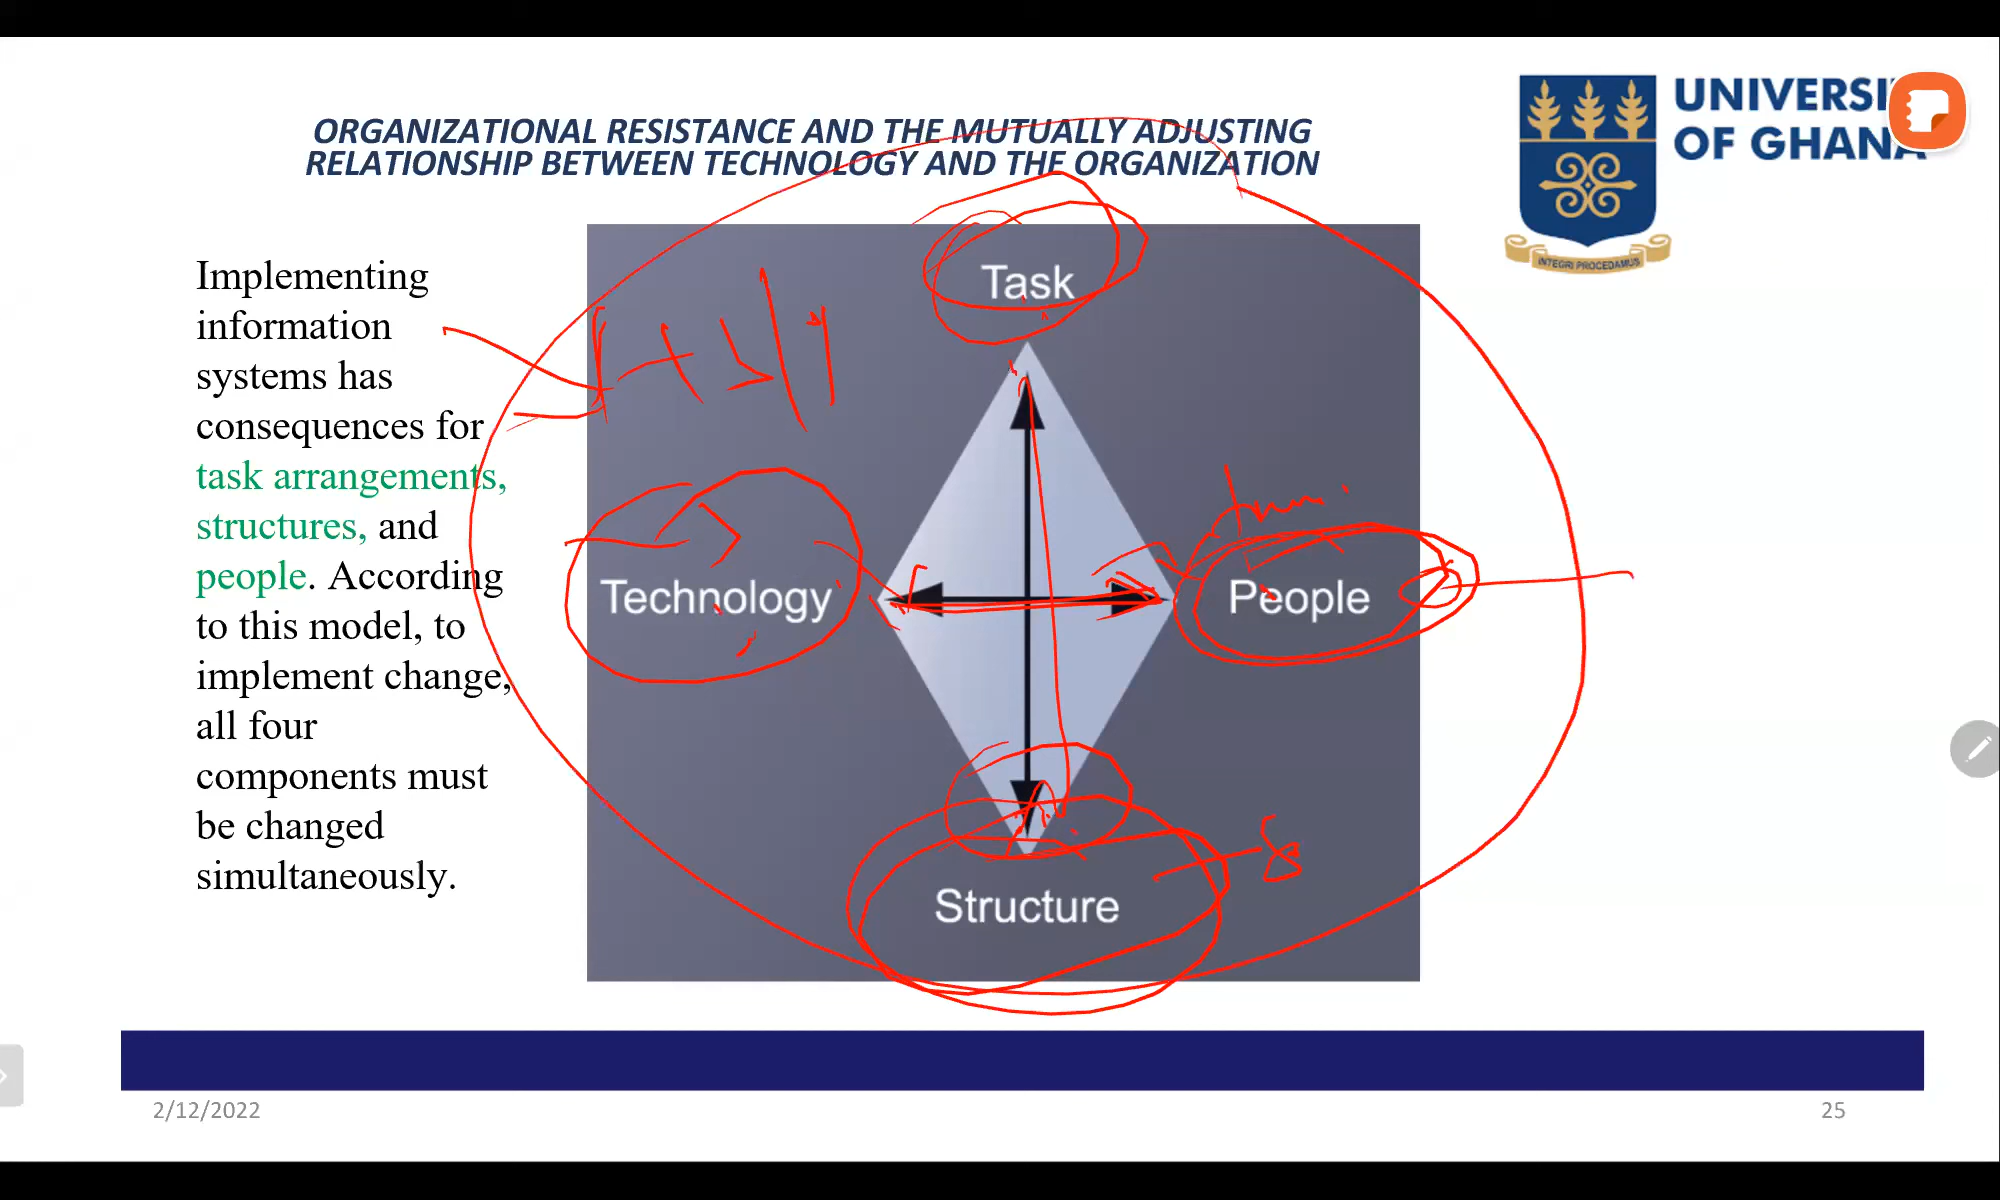 ORGANIZATIONAL RESISTANCE AND THE MUTUALLY ADJUSTING
RELATIONSHIP BETWEEN TECHNOLOGY AND THE ORGANIZATION
UNIVERSI
OF GHANA
INTEGRI PROCEDAMUS
Implementing
information
systems has
consequences for
task arrangements,
structures, and
people. According
to this model, to
implement change,
all four
components must
be changed
simultaneously.
Task
Technology
People
Structure
2/12/2022
25